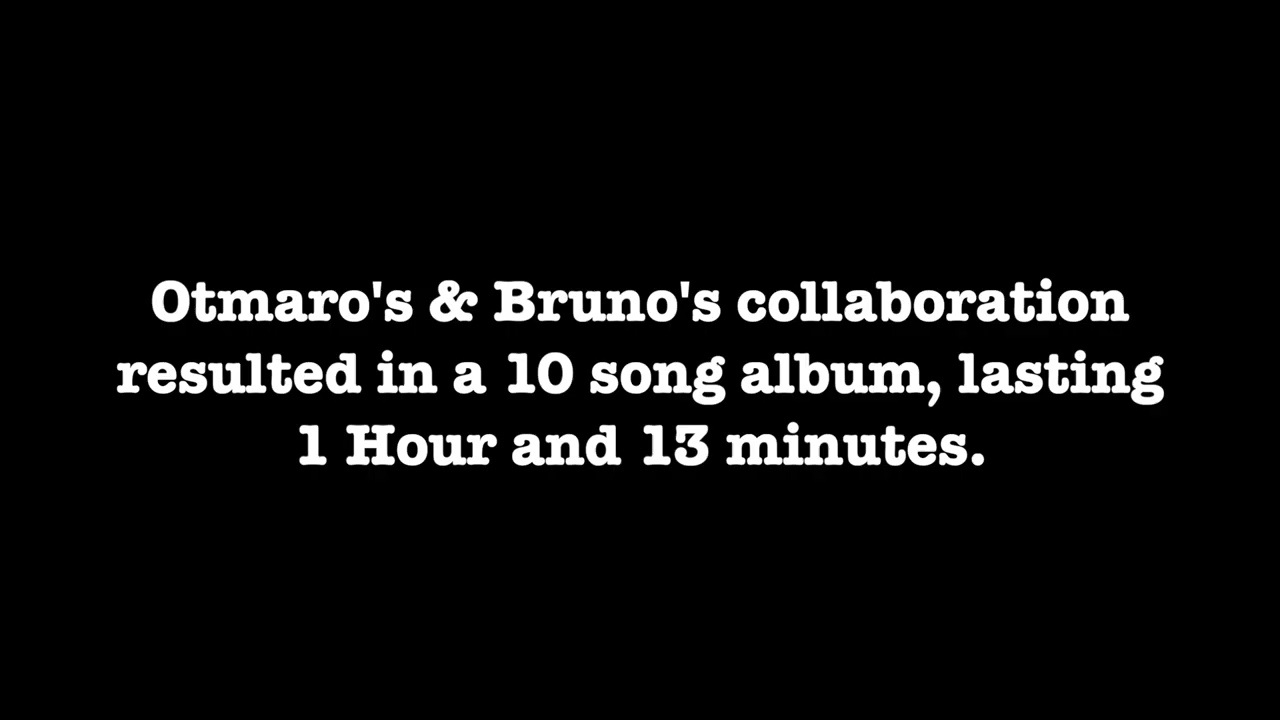 Otmaro's & Bruno's collaboration
resulted in a 10 song album, lasting
1 Hour and 13 minutes.